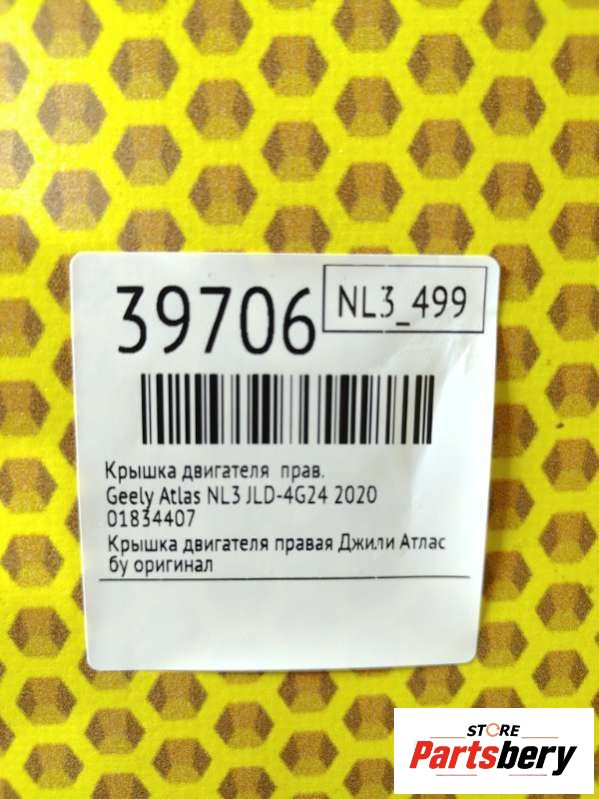 39706
NL3_499
Крышка двигателя прав.
Geely Atlas NL3 JLD-4G24 2020
01834407
Крышка двигателя правая Джили Атлас
бу оригинал
STORE
Partsbery